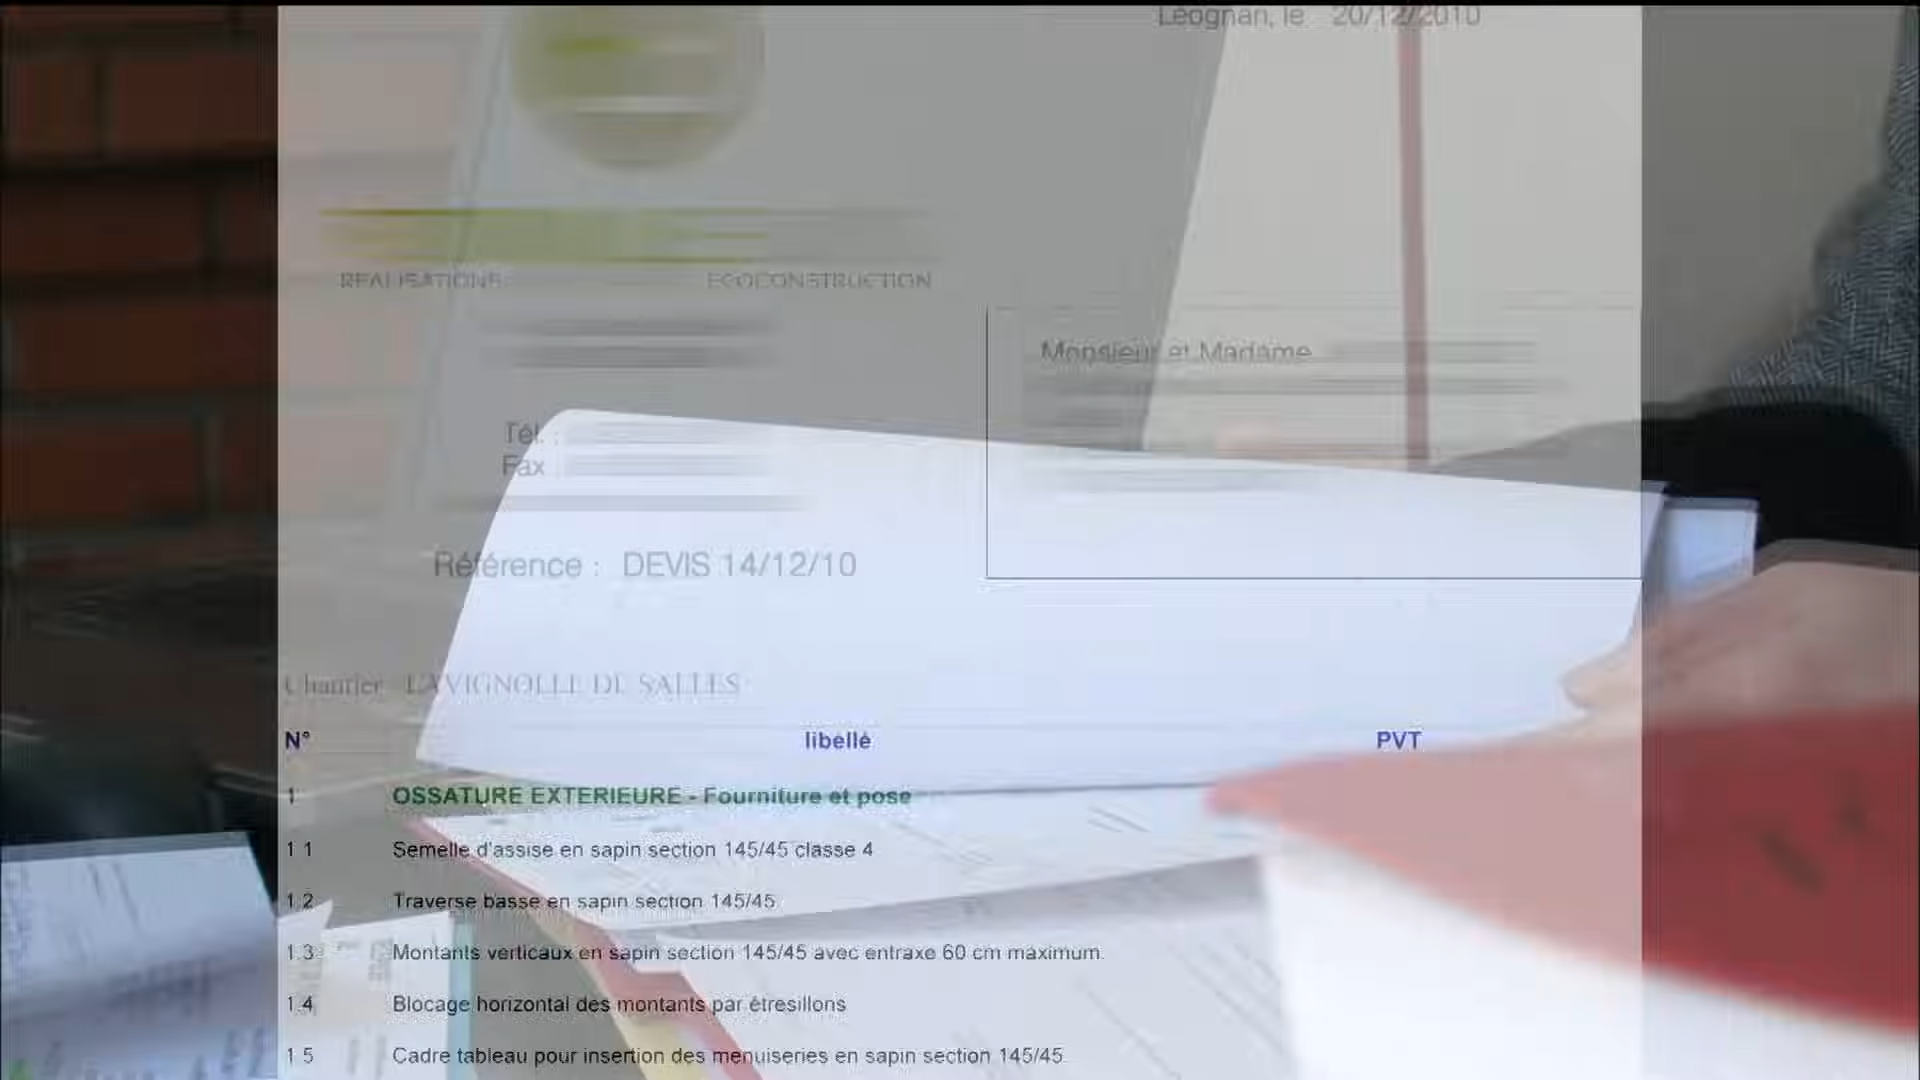 Léognan, le 20/12/2010
REALISATIONS ECOCONSTRUCTION
Monsieur et Madame
Tél. :
Fax
Référence : DEVIS 14/12/10
Chantier LAVIGNOLLE DE SALLES
N° libellé PVT
1 OSSATURE EXTERIEURE - Fourniture et pose
1 1 Semelle d'assise en sapin section 145/45 classe 4
1.2 Traverse basse en sapin section 145/45
1.3 Montants verticaux en sapin section 145/45 avec entraxe 60 cm maximum.
1.4 Blocage horizontal des montants par étresillons
1 5 Cadre tableau pour insertion des menuiseries en sapin section 145/45